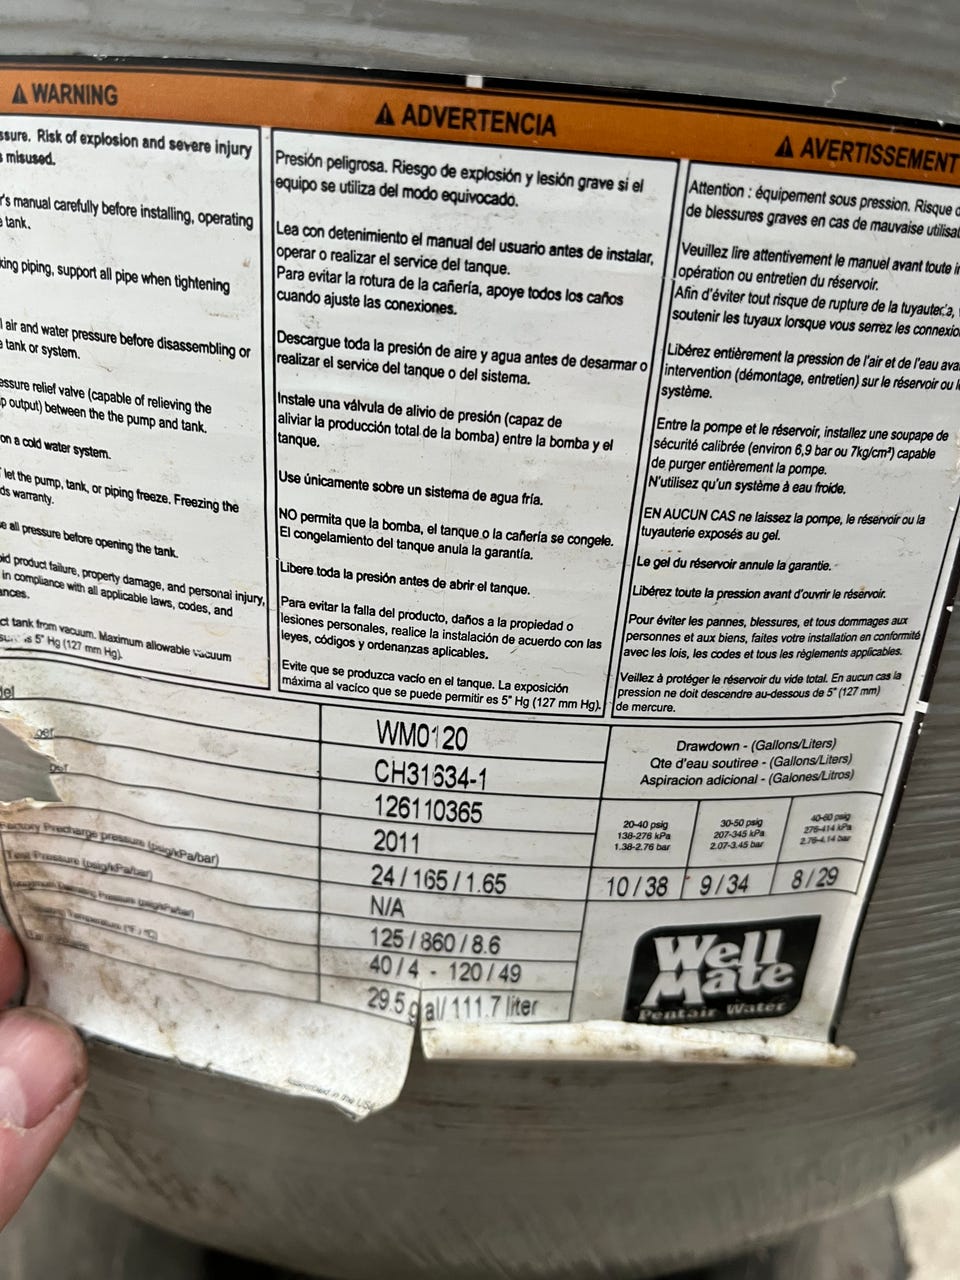 WARNING
ssure. Risk of explosion and severe injury
misused.
r's manual carefully before installing, operating
tank.
king piping, support all pipe when tightening
l air and water pressure before disassembling or
tank or system.
essure relief valve (capable of relieving the
p output) between the the pump and tank.
on a cold water system.
let the pump, tank, or piping freeze. Freezing the
ds warranty.
e all pressure before opening the tank.
oid product failure, property damage, and personal injury,
in compliance with all applicable laws, codes, and
ances.
ct tank from vacuum. Maximum allowable vacuum
is 5" Hg (127 mm Hg).
ADVERTENCIA
Presión peligrosa. Riesgo de explosión y lesión grave si el
equipo se utiliza del modo equivocado.
Lea con detenimiento el manual del usuario antes de instalar,
operar o realizar el service del tanque.
Para evitar la rotura de la cañería, apoye todos los caños
cuando ajuste las conexiones.
Descargue toda la presión de aire y agua antes de desarmar o
realizar el service del tanque o del sistema.
Instale una válvula de alivio de presión (capaz de
aliviar la producción total de la bomba) entre la bomba y el
tanque.
Use únicamente sobre un sistema de agua fría.
NO permita que la bomba, el tanque o la cañería se congele.
El congelamiento del tanque anula la garantía.
Libere toda la presión antes de abrir el tanque.
Para evitar la falla del producto, daños a la propiedad o
lesiones personales, realice la instalación de acuerdo con las
leyes, códigos y ordenanzas aplicables.
Evite que se produzca vacío en el tanque. La exposición
máxima al vacíco que se puede permitir es 5" Hg (127 mm Hg).
AVERTISSEMENT
Attention : équipement sous pression. Risque d
de blessures graves en cas de mauvaise utilisat
Veuillez lire attentivement le manuel avant toute in
opération ou entretien du réservoir.
Afin d'éviter tout risque de rupture de la tuyauter.'a,
soutenir les tuyaux lorsque vous serrez les connexio
Libérez entièrement la pression de l'air et de l'eau ava
intervention (démontage, entretien) sur le réservoir ou l
système.
Entre la pompe et le réservoir, installez une soupape de
sécurité calibrée (environ 6,9 bar ou 7kg/cm²) capable
de purger entièrement la pompe.
N'utilisez qu'un système à eau froide.
EN AUCUN CAS ne laissez la pompe, le réservoir ou la
tuyauterie exposés au gel.
Le gel du réservoir annule la garantie.
Libérez toute la pression avant d'ouvrir le réservoir.
Pour éviter les pannes, blessures, et tous dommages aux
personnes et aux biens, faites votre installation en conformité
avec les lois, les codes et tous les règlements applicables.
Veillez à protéger le réservoir du vide total. En aucun cas la
pression ne doit descendre au-dessous de 5" (127 mm)
de mercure.
del WM0120
ber CH31634-1
ber 126110365
2011
Factory Precharge pressure (psig/kPa/bar) 24 / 165 / 1.65
Test Pressure (psig/kPa/bar) N/A
Pressure (psig/kPa/bar) 125 / 860 / 8.6
Temperature (°F / °C) 40 / 4 - 120 / 49
29.5 gal/ 111.7 liter
Drawdown - (Gallons/Liters)
Qte d'eau soutiree - (Gallons/Liters)
Aspiracion adicional - (Galones/Litros)
20-40 psig
138-276 kPa
1.38-2.76 bar
30-50 psig
207-345 kPa
2.07-3.45 bar
40-60 psig
276-414 kPa
2.76-4.14 bar
10 / 38 9 / 34 8 / 29
Well
Mate
Pentair Water
Assembled in the USA